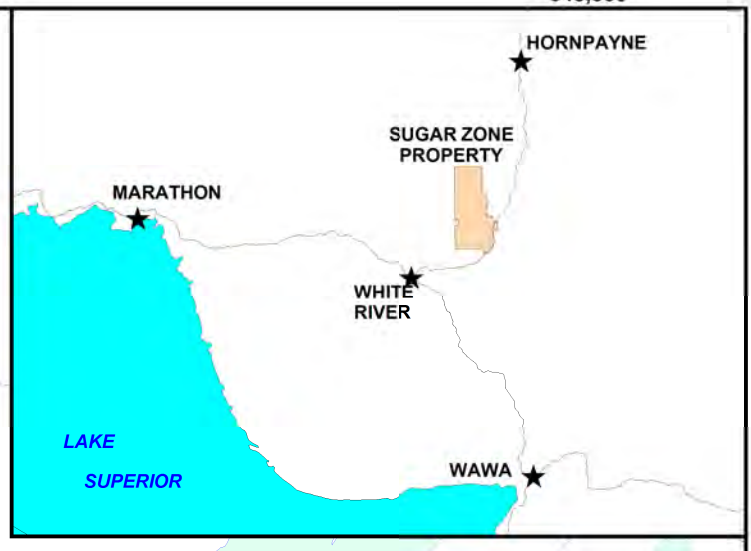 HORNPAYNE
SUGAR ZONE
PROPERTY
MARATHON
WHITE
RIVER
LAKE
SUPERIOR
WAWA